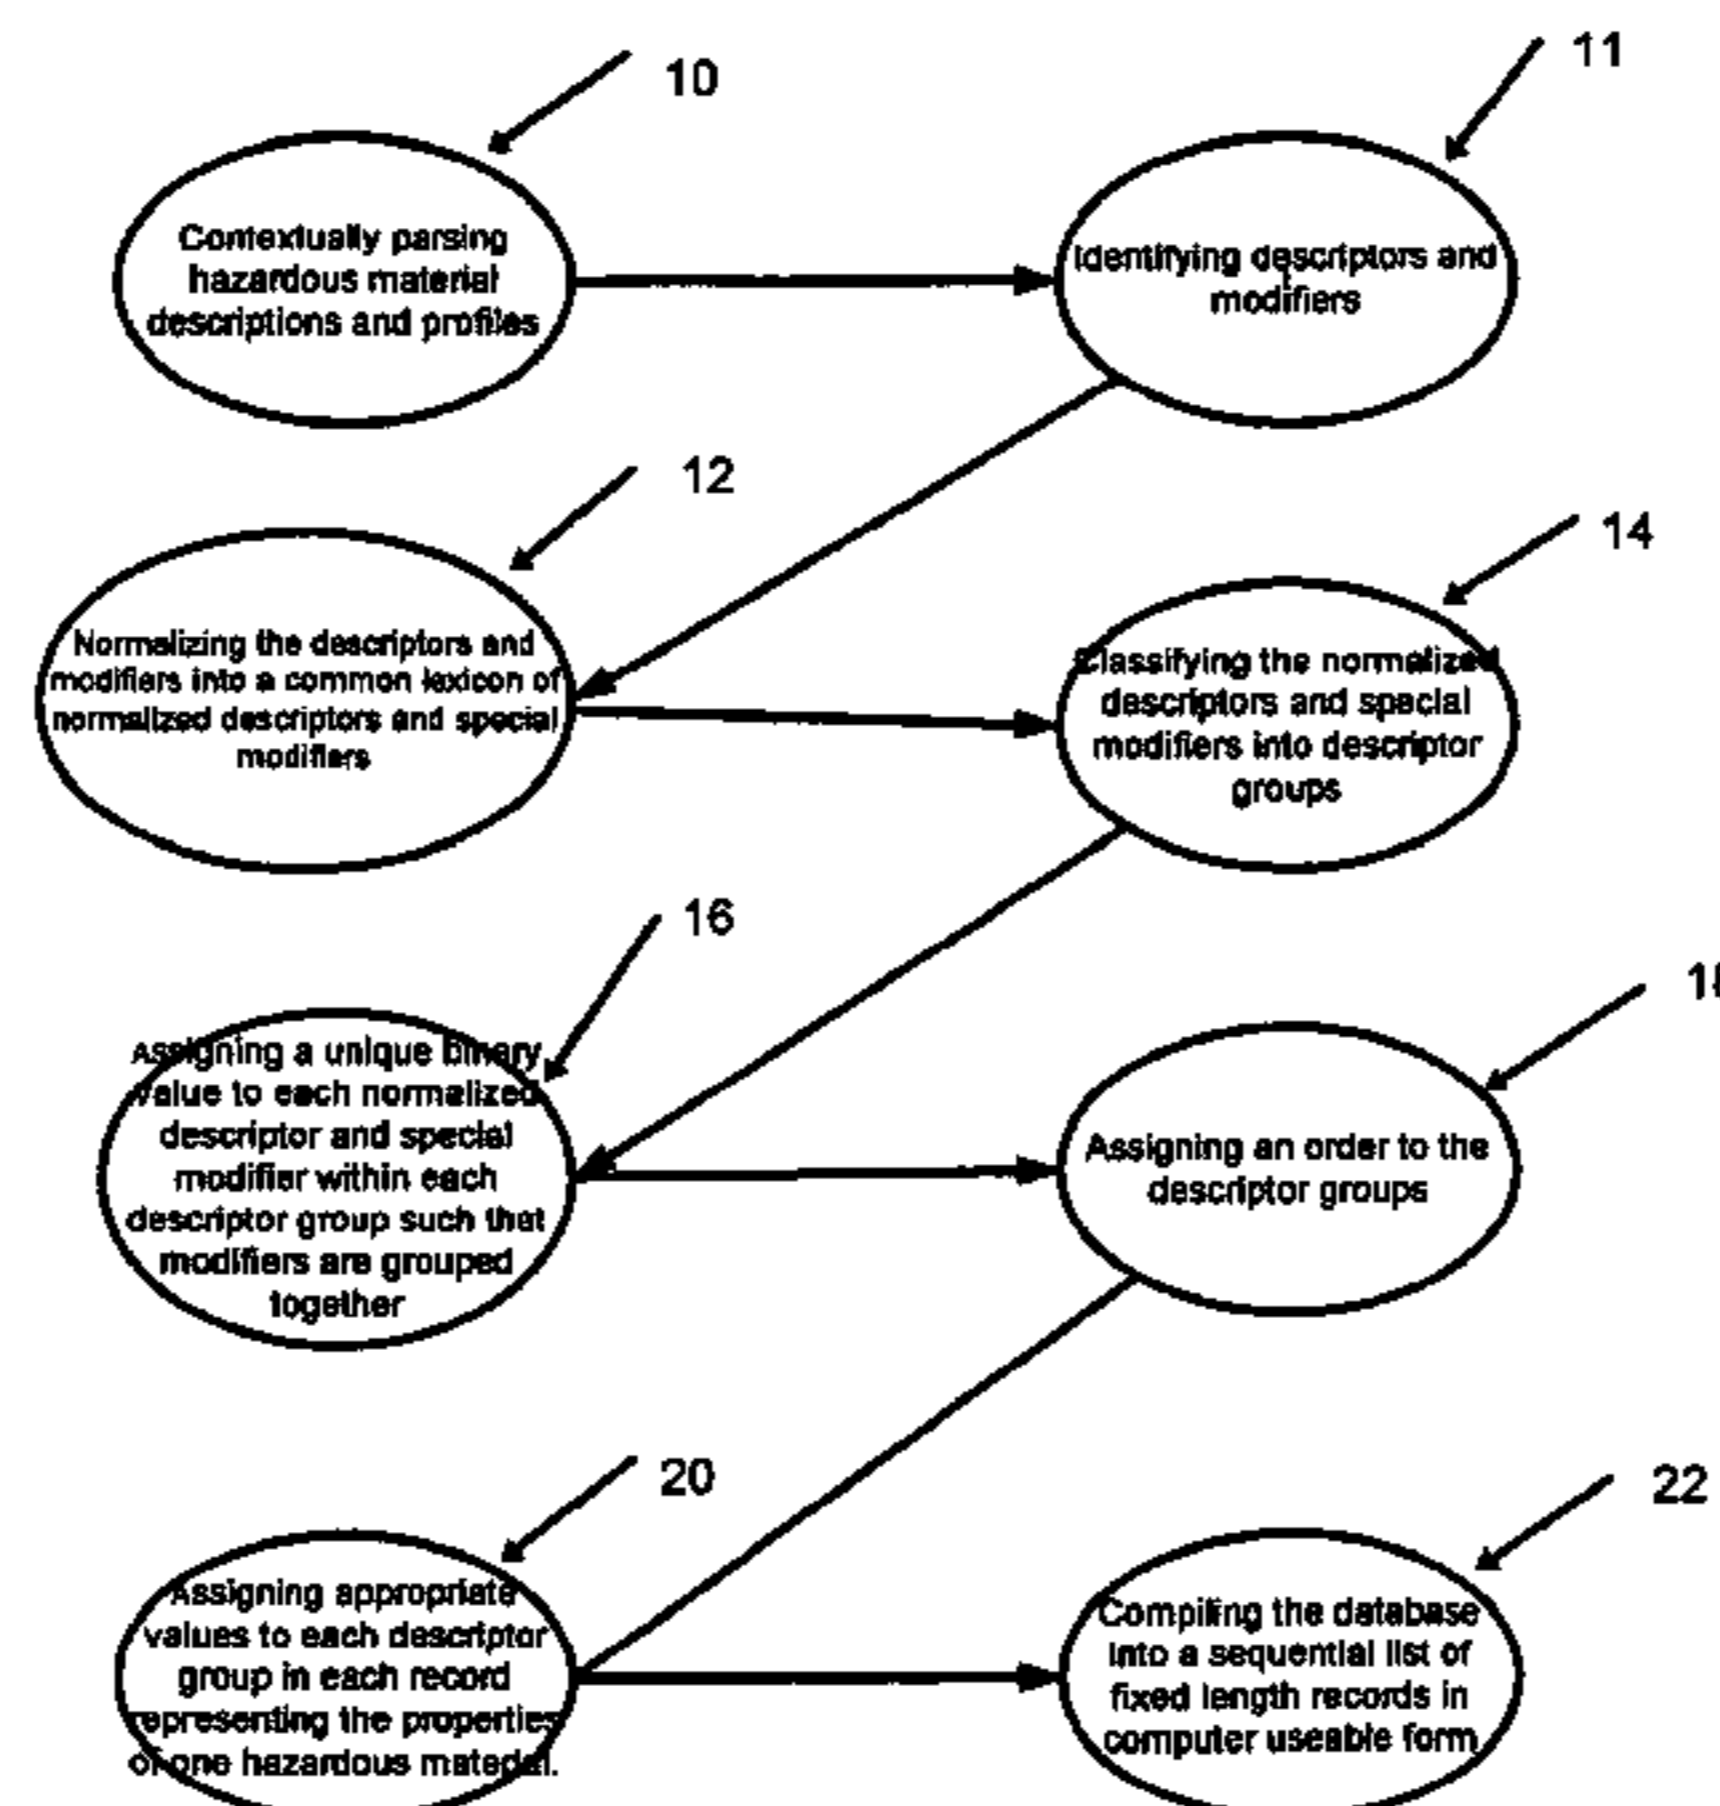 10
Contextually parsing
hazardous material
descriptions and profiles
11
Identifying descriptors and
modifiers
12
Normalizing the descriptors and
modifiers into a common lexicon of
normalized descriptors and special
modifiers
14
Classifying the normalized
descriptors and special
modifiers into descriptor
groups
16
Assigning a unique binary
value to each normalized
descriptor and special
modifier within each
descriptor group such that
modifiers are grouped
together
Assigning an order to the
descriptor groups
20
Assigning appropriate
values to each descriptor
group in each record
representing the properties
of one hazardous material.
22
Compiling the database
into a sequential list of
fixed length records in
computer useable form